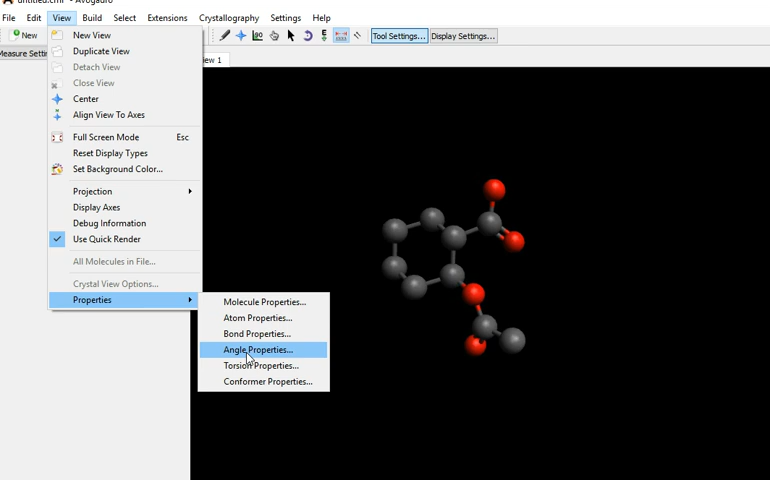 untitled.cml - Avogadro
File Edit View Build Select Extensions Crystallography Settings Help
New
Tool Settings... Display Settings...
Measure Setti
iew 1
New View
Duplicate View
Detach View
Close View
Center
Align View To Axes
Full Screen Mode Esc
Reset Display Types
Set Background Color...
Projection
Display Axes
Debug Information
Use Quick Render
All Molecules in File...
Crystal View Options...
Properties
Molecule Properties...
Atom Properties...
Bond Properties...
Angle Properties...
Torsion Properties...
Conformer Properties...